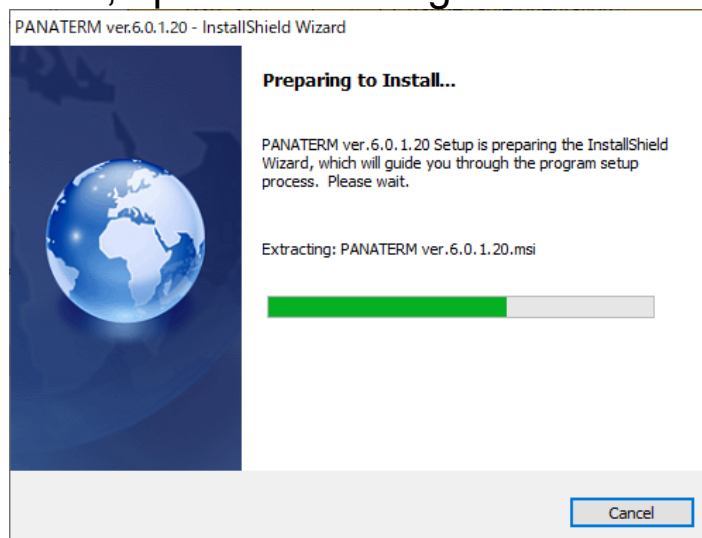 PANATERM ver.6.0.1.20 - InstallShield Wizard
Preparing to Install...
PANATERM ver.6.0.1.20 Setup is preparing the InstallShield
Wizard, which will guide you through the program setup
process. Please wait.
Extracting: PANATERM ver.6.0.1.20.msi
Cancel